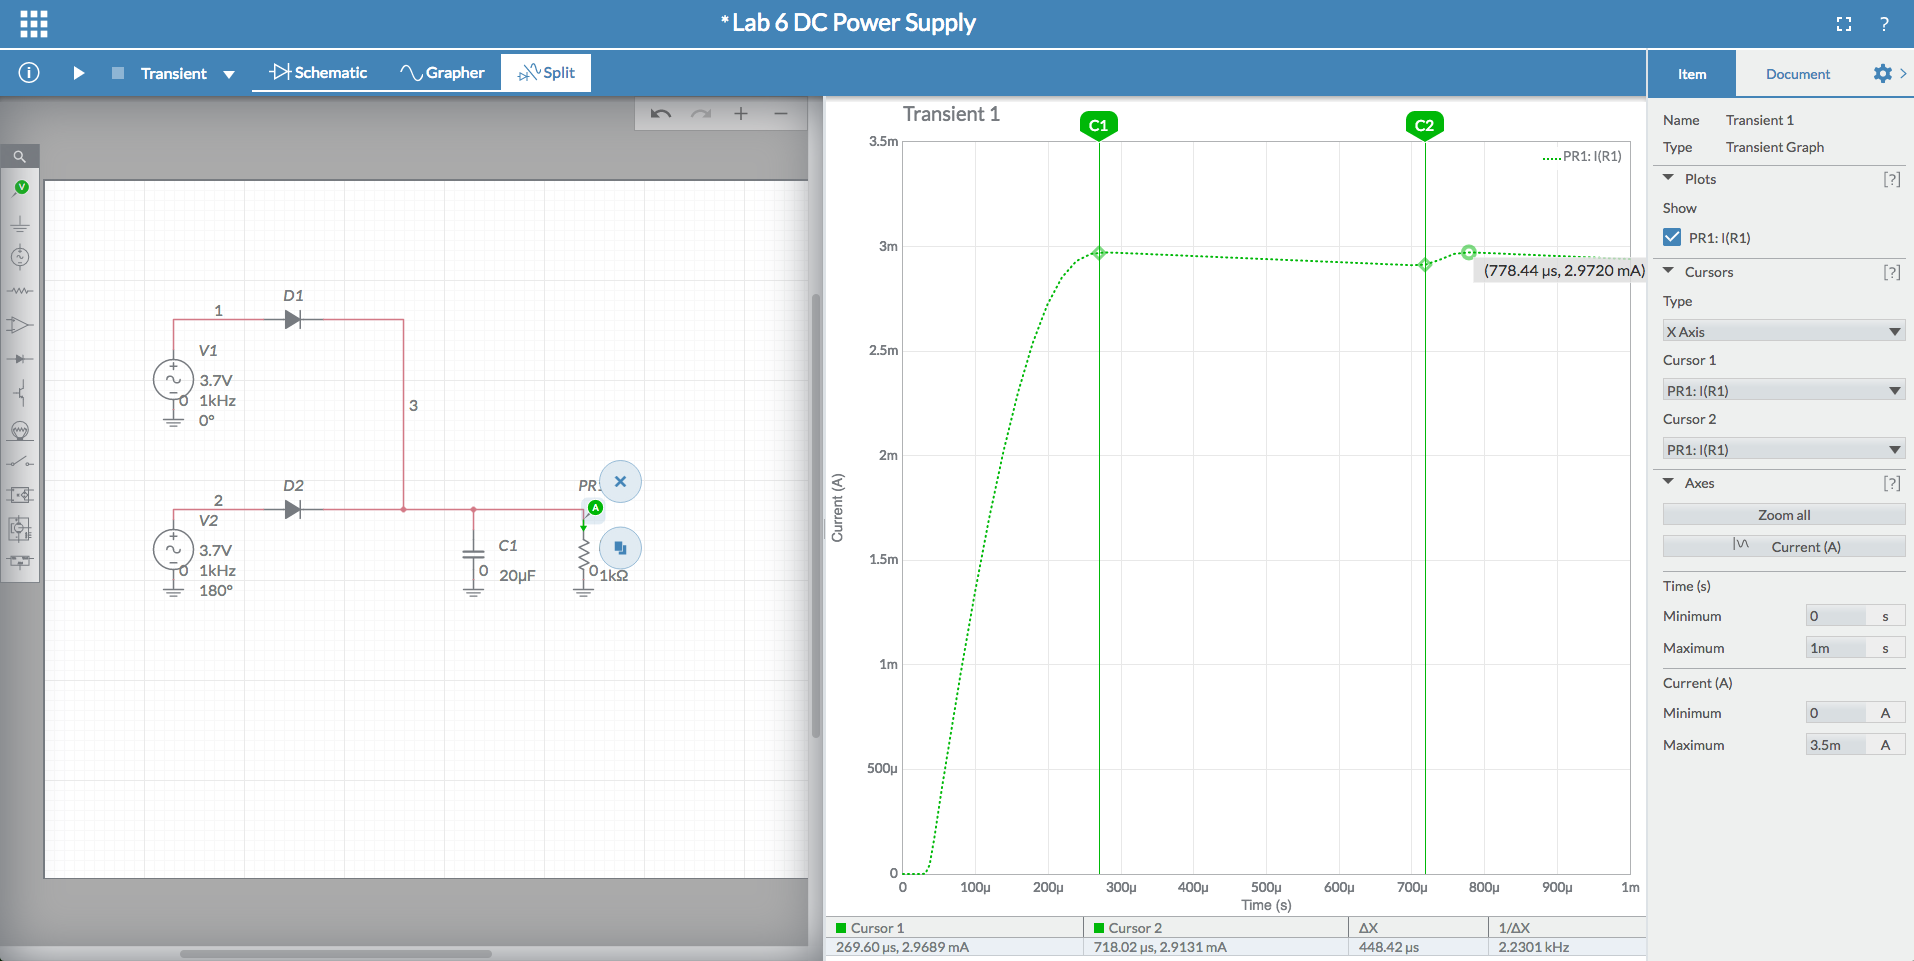 *Lab 6 DC Power Supply
?
i
Transient
Schematic
Grapher
Split
Item
Document
V
1
D1
V1
3.7V
0
1kHz
0°
3
D2
2
V2
3.7V
0
1kHz
180°
C1
0
20µF
PR1
A
0
1kΩ
Transient 1
C1
C2
PR1: I(R1)
(778.44 µs, 2.9720 mA)
3.5m
3m
2.5m
2m
1.5m
1m
500µ
0
Current (A)
0 100µ 200µ 300µ 400µ 500µ 600µ 700µ 800µ 900µ 1m
Time (s)
Cursor 1 Cursor 2 ΔX 1/ΔX
269.60 µs, 2.9689 mA 718.02 µs, 2.9131 mA 448.42 µs 2.2301 kHz
Name Transient 1
Type Transient Graph
Plots [?]
Show
PR1: I(R1)
Cursors [?]
Type
X Axis
Cursor 1
PR1: I(R1)
Cursor 2
PR1: I(R1)
Axes [?]
Zoom all
Current (A)
Time (s)
Minimum 0 s
Maximum 1m s
Current (A)
Minimum 0 A
Maximum 3.5m A